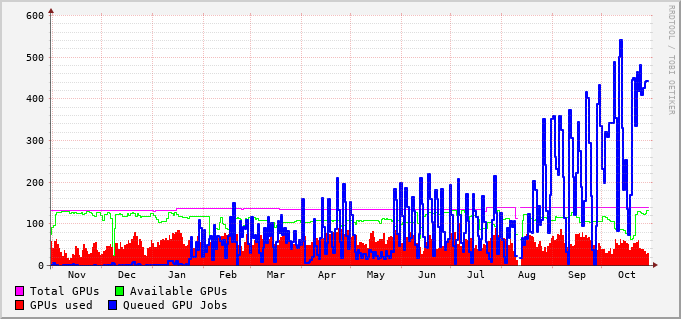 600
500
400
300
200
100
0
Nov Dec Jan Feb Mar Apr May Jun Jul Aug Sep Oct
Total GPUs Available GPUs
GPUs used Queued GPU Jobs
RRDTOOL / TOBI OETIKER